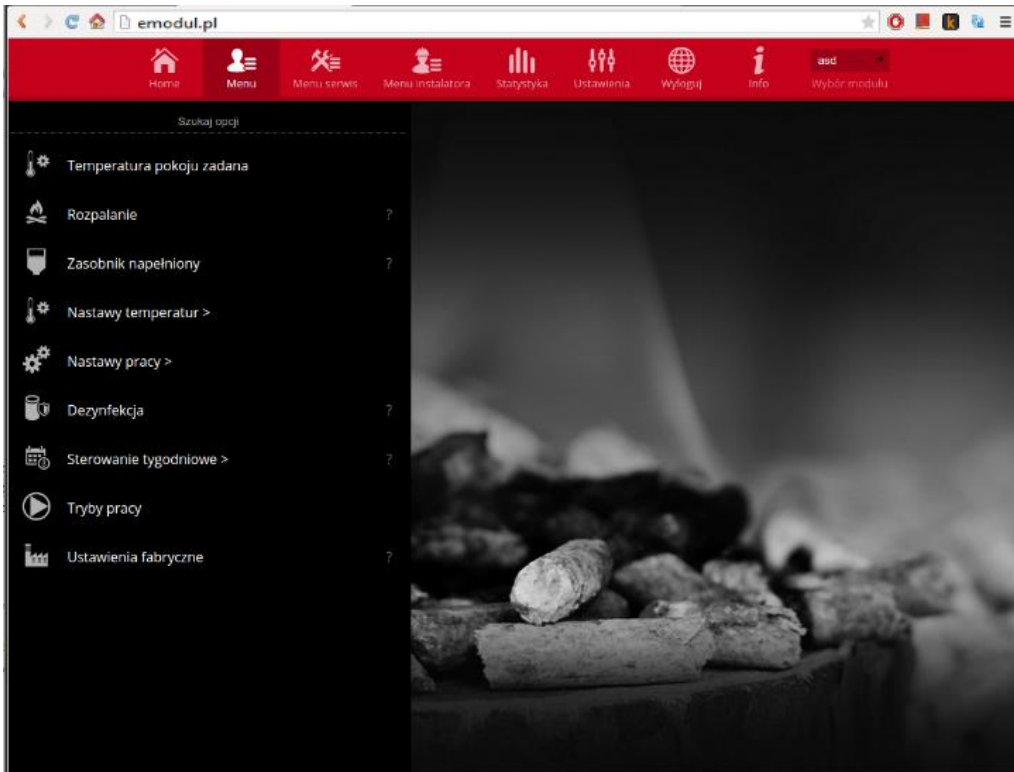 emodul.pl
Home
Menu
Menu serwis
Menu instalatora
Statystyka
Ustawienia
Wyloguj
Info
asd
Wybór modułu
Szukaj opcji
Temperatura pokoju zadana
Rozpalanie ?
Zasobnik napełniony ?
Nastawy temperatur >
Nastawy pracy >
Dezynfekcja ?
Sterowanie tygodniowe > ?
Tryby pracy
Ustawienia fabryczne ?